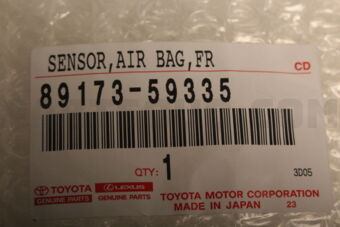 SENSOR,AIR BAG,FR
CD
89173-59335
QTY: 1
3D05
TOYOTA
GENUINE PARTS
LEXUS
GENUINE PARTS
TOYOTA MOTOR CORPORATION
MADE IN JAPAN 23